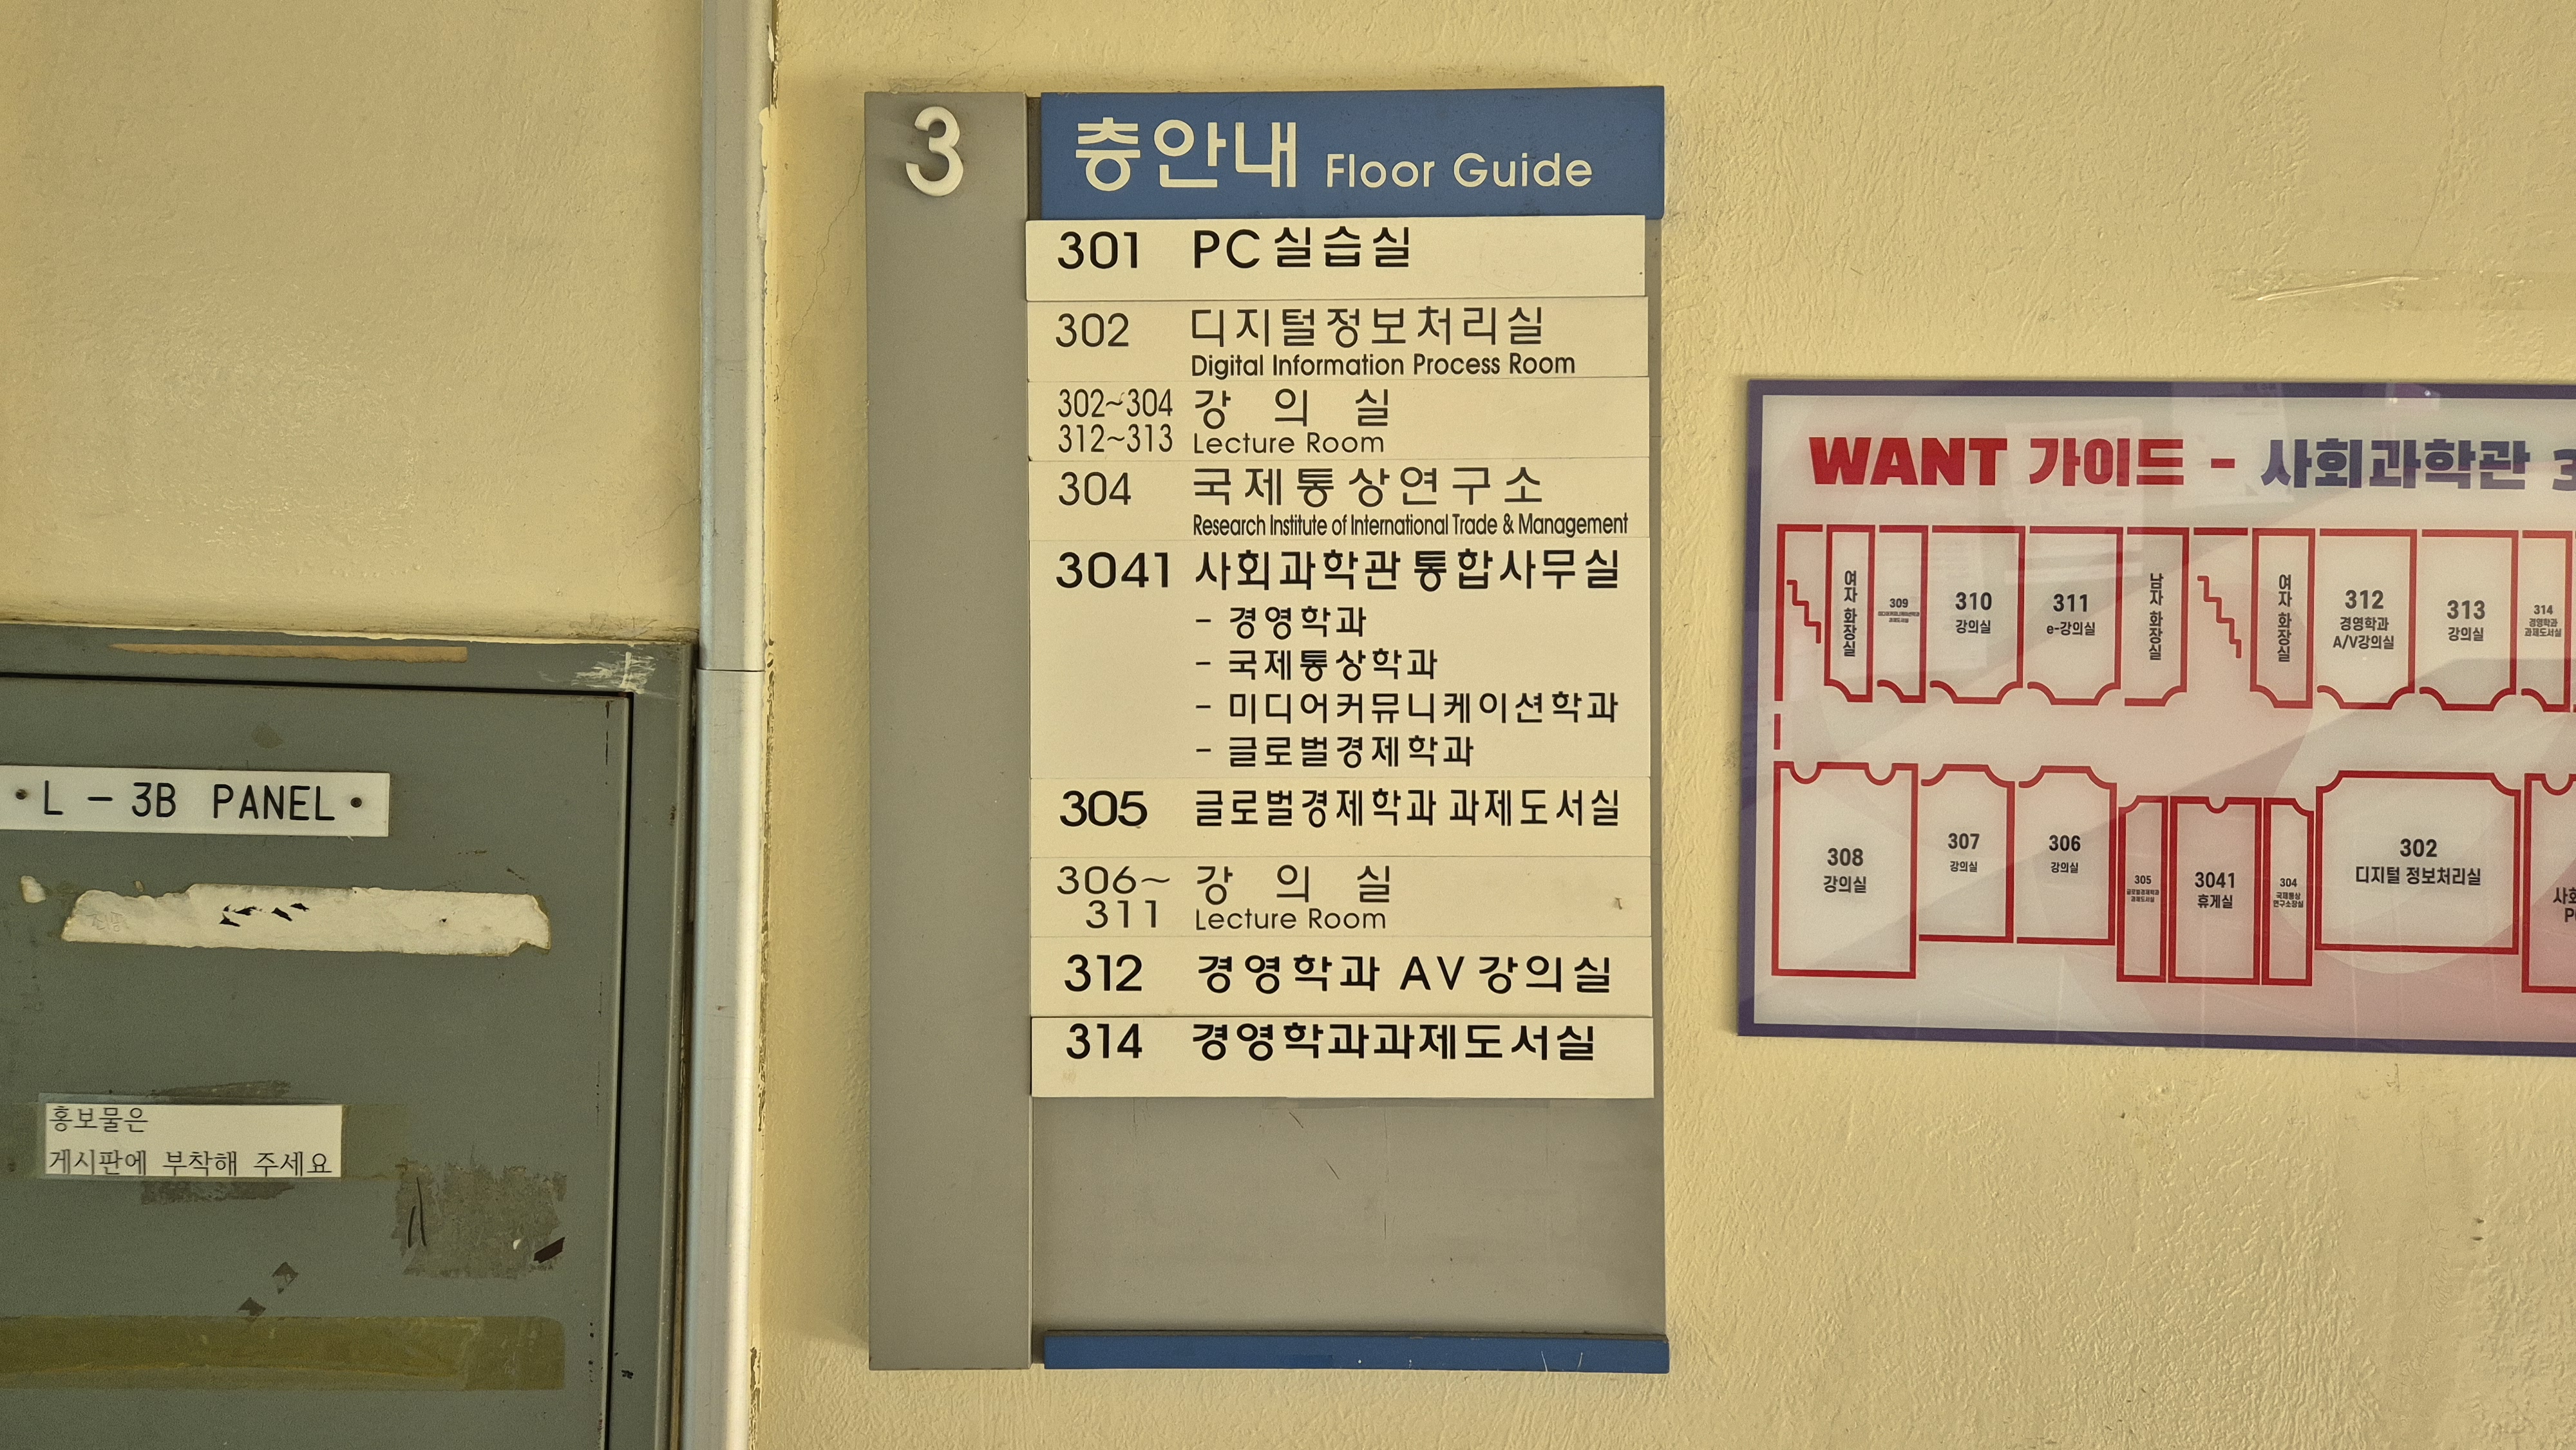 3
층안내 Floor Guide
301 PC실습실
302 디지털정보처리실
Digital Information Process Room
302~304 강 의 실
312~313 Lecture Room
304 국제통상연구소
Research Institute of International Trade & Management
3041 사회과학관 통합사무실
- 경영학과
- 국제통상학과
- 미디어커뮤니케이션학과
- 글로벌경제학과
305 글로벌경제학과 과제도서실
306~ 강 의 실
311 Lecture Room
312 경영학과 AV강의실
314 경영학과과제도서실
L - 3B PANEL
홍보물은
게시판에 부착해 주세요
WANT 가이드 - 사회과학관 3
여자 화장실
309
310
강의실
311
e-강의실
남자 화장실
여자 화장실
312
경영학과
A/V강의실
313
강의실
314
경영학과
과제도서실
308
강의실
307
강의실
306
강의실
305
글로벌경제학과
과제도서실
3041
휴게실
304
국제통상
연구소장실
302
디지털 정보처리실
사회
P